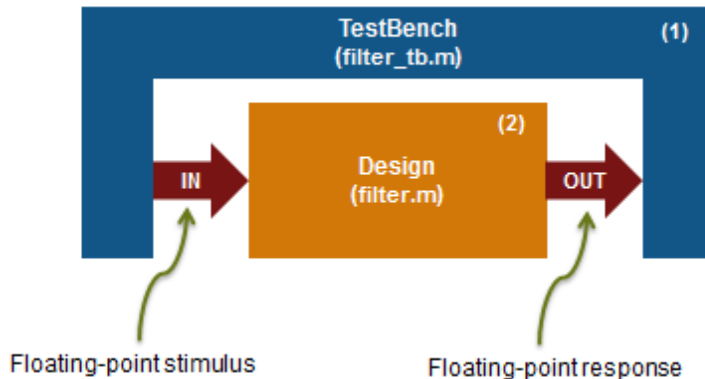 TestBench
(filter_tb.m)
(1)
(2)
Design
(filter.m)
IN
OUT
Floating-point stimulus
Floating-point response